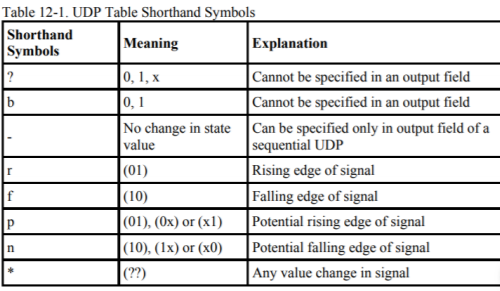 Table 12-1. UDP Table Shorthand Symbols
Shorthand Symbols Meaning Explanation
? 0, 1, x Cannot be specified in an output field
b 0, 1 Cannot be specified in an output field
- No change in state value Can be specified only in output field of a sequential UDP
r (01) Rising edge of signal
f (10) Falling edge of signal
p (01), (0x) or (x1) Potential rising edge of signal
n (10), (1x) or (x0) Potential falling edge of signal
* (??) Any value change in signal